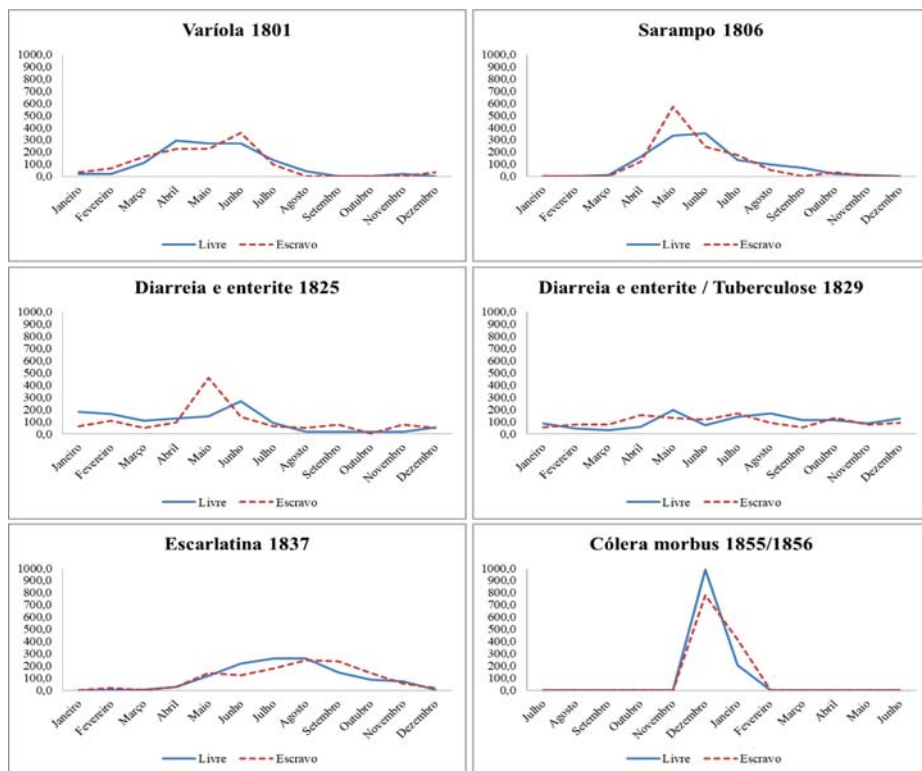 Varíola 1801
1000,0
900,0
800,0
700,0
600,0
500,0
400,0
300,0
200,0
100,0
0,0
Janeiro
Fevereiro
Março
Abril
Maio
Junho
Julho
Agosto
Setembro
Outubro
Novembro
Dezembro
Livre Escravo
Sarampo 1806
1000,0
900,0
800,0
700,0
600,0
500,0
400,0
300,0
200,0
100,0
0,0
Janeiro
Fevereiro
Março
Abril
Maio
Junho
Julho
Agosto
Setembro
Outubro
Novembro
Dezembro
Livre Escravo
Diarreia e enterite 1825
1000,0
900,0
800,0
700,0
600,0
500,0
400,0
300,0
200,0
100,0
0,0
Janeiro
Fevereiro
Março
Abril
Maio
Junho
Julho
Agosto
Setembro
Outubro
Novembro
Dezembro
Livre Escravo
Diarreia e enterite / Tuberculose 1829
1000,0
900,0
800,0
700,0
600,0
500,0
400,0
300,0
200,0
100,0
0,0
Janeiro
Fevereiro
Março
Abril
Maio
Junho
Julho
Agosto
Setembro
Outubro
Novembro
Dezembro
Livre Escravo
Escarlatina 1837
1000,0
900,0
800,0
700,0
600,0
500,0
400,0
300,0
200,0
100,0
0,0
Janeiro
Fevereiro
Março
Abril
Maio
Junho
Julho
Agosto
Setembro
Outubro
Novembro
Dezembro
Livre Escravo
Cólera morbus 1855/1856
1000,0
900,0
800,0
700,0
600,0
500,0
400,0
300,0
200,0
100,0
0,0
Julho
Agosto
Setembro
Outubro
Novembro
Dezembro
Janeiro
Fevereiro
Março
Abril
Maio
Junho
Livre Escravo